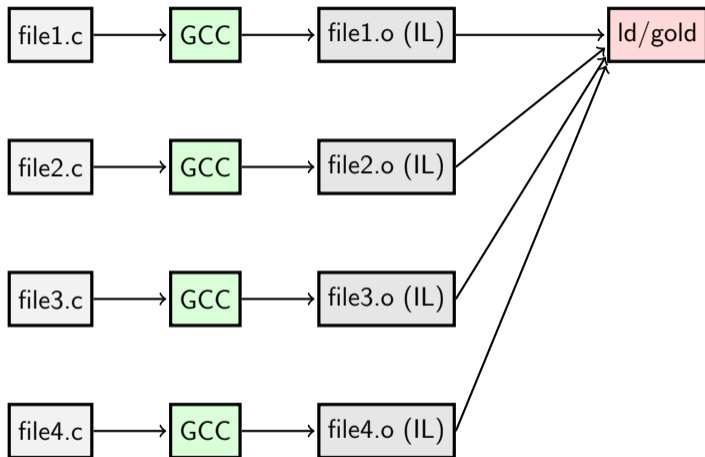 file1.c GCC file1.o (IL) ld/gold
file2.c GCC file2.o (IL)
file3.c GCC file3.o (IL)
file4.c GCC file4.o (IL)